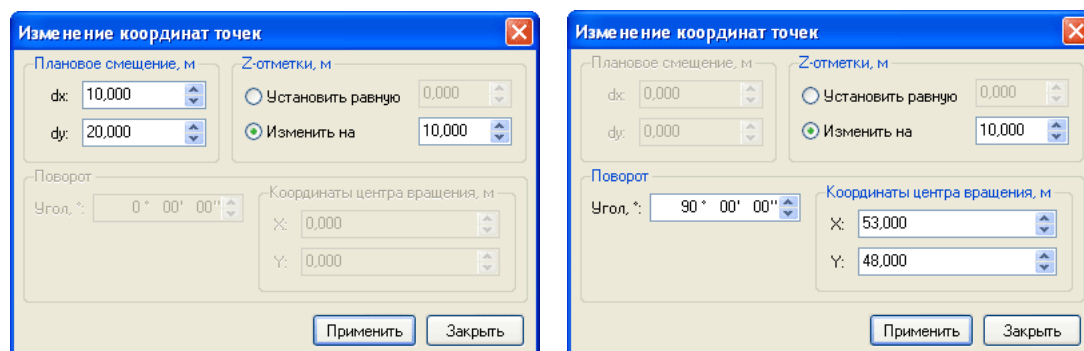 Изменение координат точек
Плановое смещение, м
Z-отметки, м
dx: 10,000
Установить равную 0,000
dy: 20,000
Изменить на 10,000
Поворот
Координаты центра вращения, м
Угол, °: 0 ° 00' 00"
X: 0,000
Y: 0,000
Применить Закрыть
Изменение координат точек
Плановое смещение, м
Z-отметки, м
dx: 0,000
Установить равную 0,000
dy: 0,000
Изменить на 10,000
Поворот
Координаты центра вращения, м
Угол, °: 90 ° 00' 00"
X: 53,000
Y: 48,000
Применить Закрыть